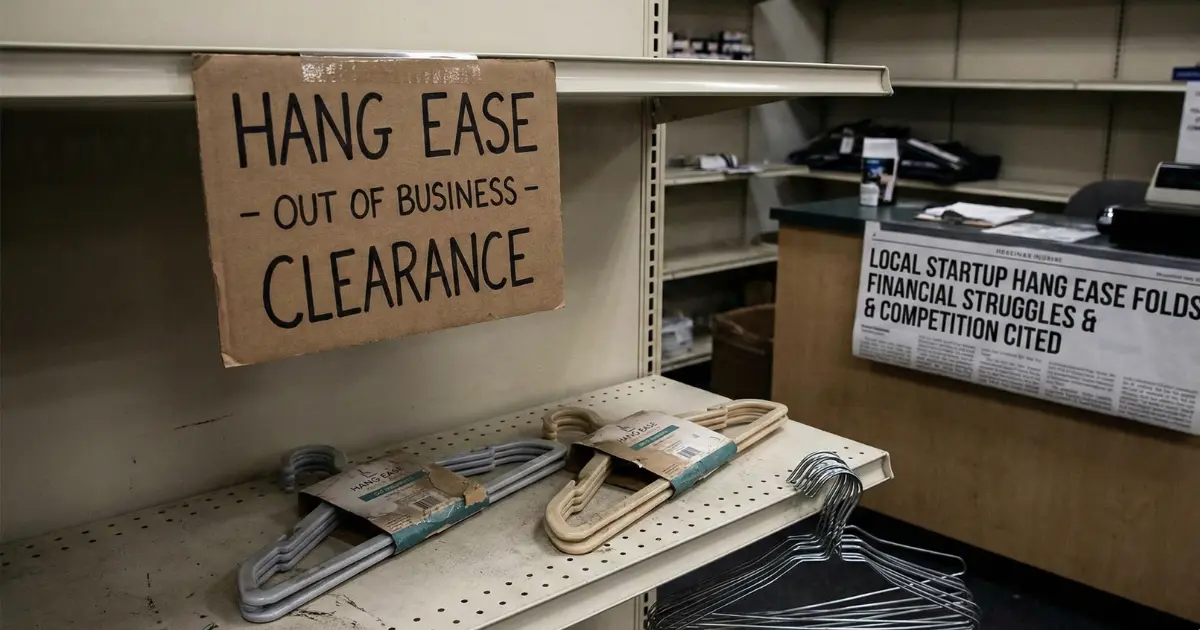 HANG EASE
- OUT OF BUSINESS -
CLEARANCE
HANG EASE
HANG EASE
LOCAL STARTUP HANG EASE FOLDS
FINANCIAL STRUGGLES &
& COMPETITION CITED